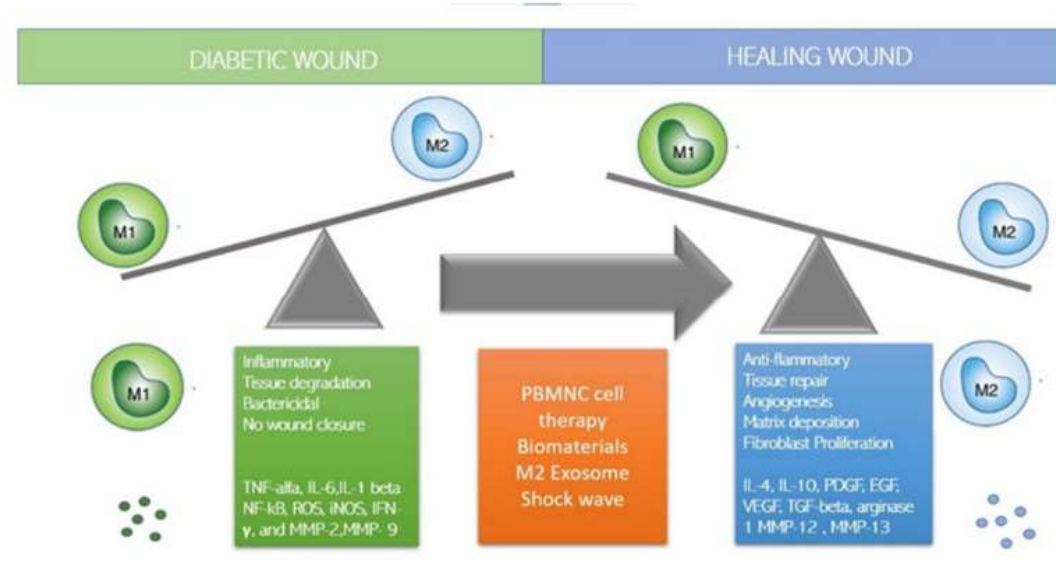 DIABETIC WOUND
HEALING WOUND
M2
M1
M1
M2
M1
Inflammatory
Tissue degradation
Bactericidal
No wound closure
TNF-alfa, IL-6,IL-1 beta
NF-kB, ROS, iNOS, IFN-
γ, and MMP-2,MMP- 9
PBMNC cell
therapy
Biomaterials
M2 Exosome
Shock wave
Anti-flammatory
Tissue repair
Angiogenesis
Matrix deposition
Fibroblast Proliferation
IL-4, IL-10, PDGF, EGF,
VEGF, TGF-beta, arginase
1 MMP-12 , MMP-13
M2